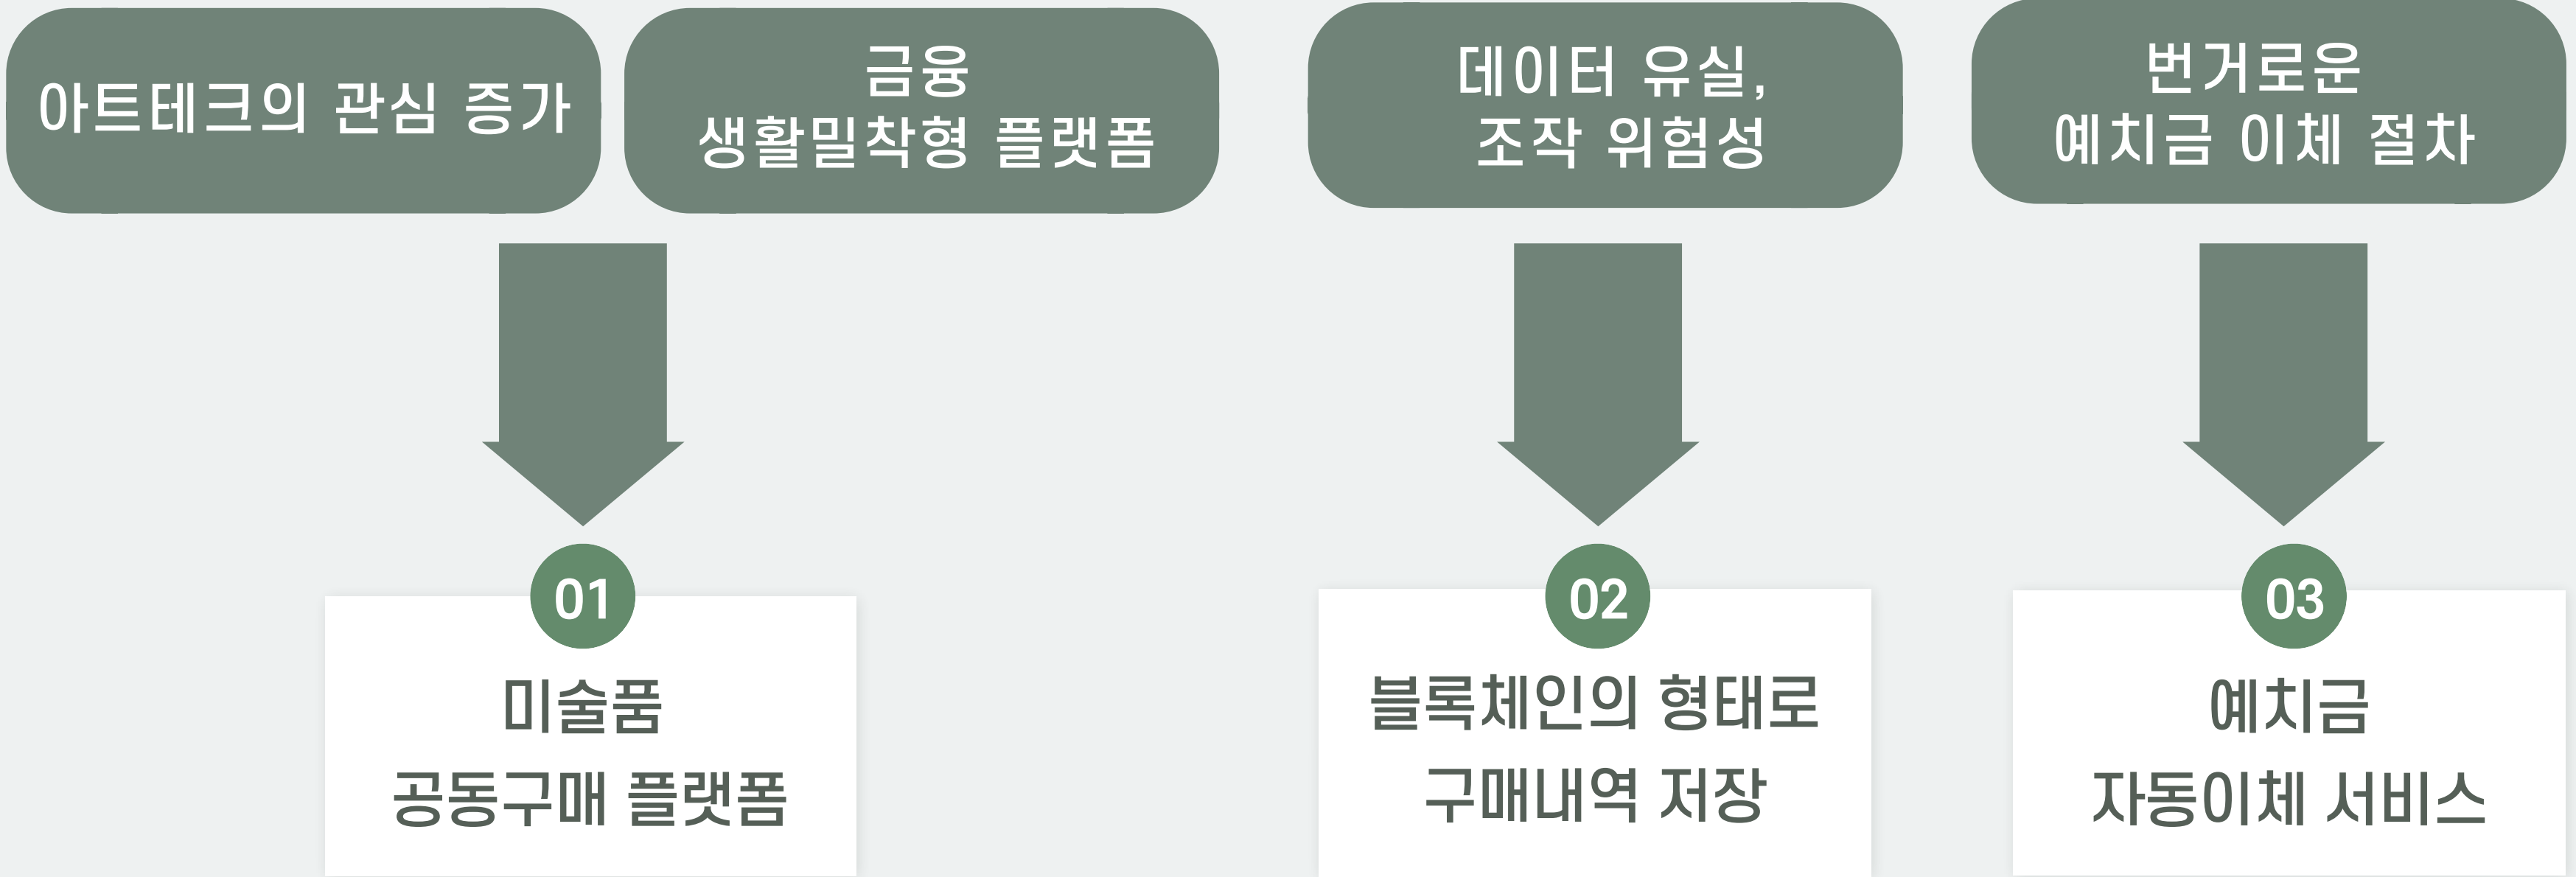 아트테크의 관심 증가
금융
생활밀착형 플랫폼
데이터 유실,
조작 위험성
번거로운
예치금 이체 절차
01
미술품
공동구매 플랫폼
02
블록체인의 형태로
구매내역 저장
03
예치금
자동이체 서비스